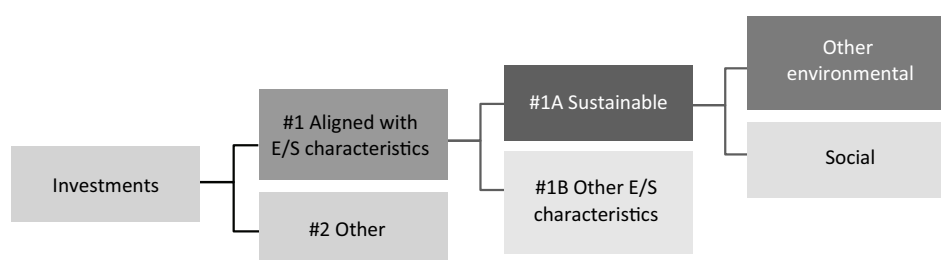 Investments
#1 Aligned with
E/S characteristics
#2 Other
#1A Sustainable
#1B Other E/S
characteristics
Other
environmental
Social